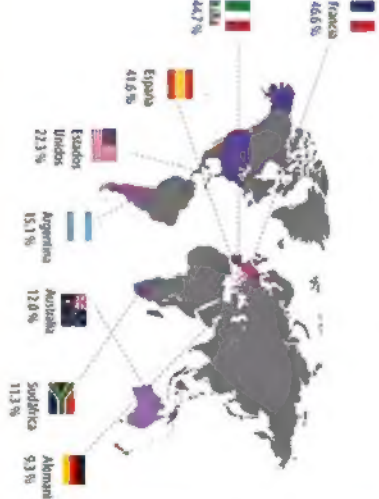 Francia
46.6 %
44.7 %
España
41.6 %
Estados
Unidos
22.3 %
Argentina
15.1 %
Australia
12.0 %
Sudáfrica
11.3 %
Alemani
9.3 %